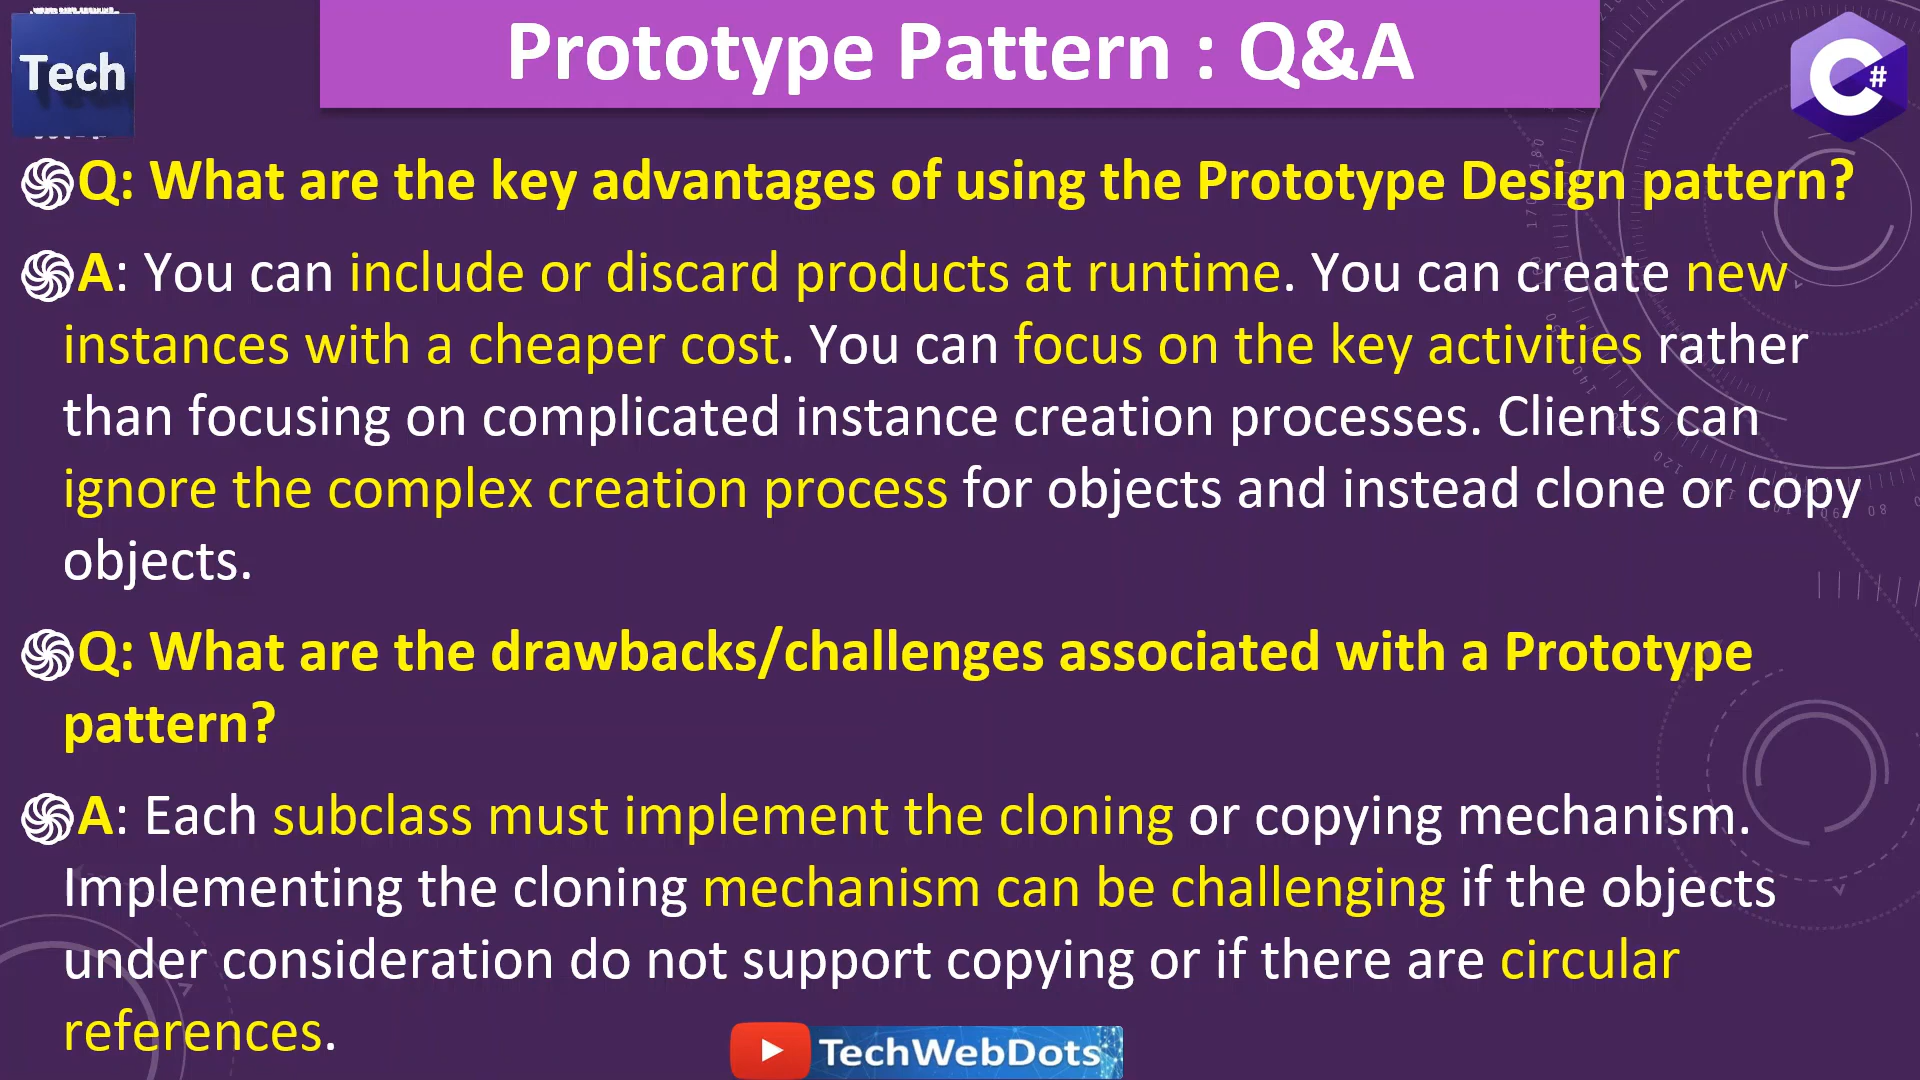 Tech
Prototype Pattern : Q&A
C#
Q: What are the key advantages of using the Prototype Design pattern?
A: You can include or discard products at runtime. You can create new
instances with a cheaper cost. You can focus on the key activities rather
than focusing on complicated instance creation processes. Clients can
ignore the complex creation process for objects and instead clone or copy
objects.
Q: What are the drawbacks/challenges associated with a Prototype
pattern?
A: Each subclass must implement the cloning or copying mechanism.
Implementing the cloning mechanism can be challenging if the objects
under consideration do not support copying or if there are circular
references.
TechWebDots